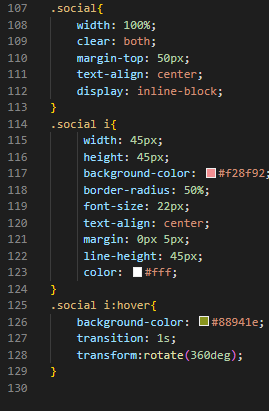 107 .social{
108     width: 100%;
109     clear: both;
110     margin-top: 50px;
111     text-align: center;
112     display: inline-block;
113 }
114 .social i{
115      width: 45px;
116      height: 45px;
117      background-color: #f28f92;
118      border-radius: 50%;
119      font-size: 22px;
120      text-align: center;
121      margin: 0px 5px;
122      line-height: 45px;
123      color: #fff;
124 }
125 .social i:hover{
126     background-color: #88941e;
127     transition: 1s;
128     transform:rotate(360deg);
129 }
130